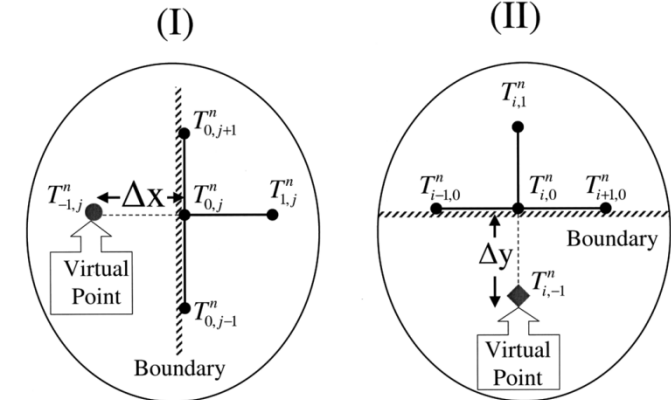 (I)
T^n_{0,j+1}
T^n_{-1,j} Δx T^n_{0,j} T^n_{1,j}
Virtual
Point
T^n_{0,j-1}
Boundary
(II)
T^n_{i,1}
T^n_{i-1,0} T^n_{i,0} T^n_{i+1,0}
Boundary
Δy
T^n_{i,-1}
Virtual
Point